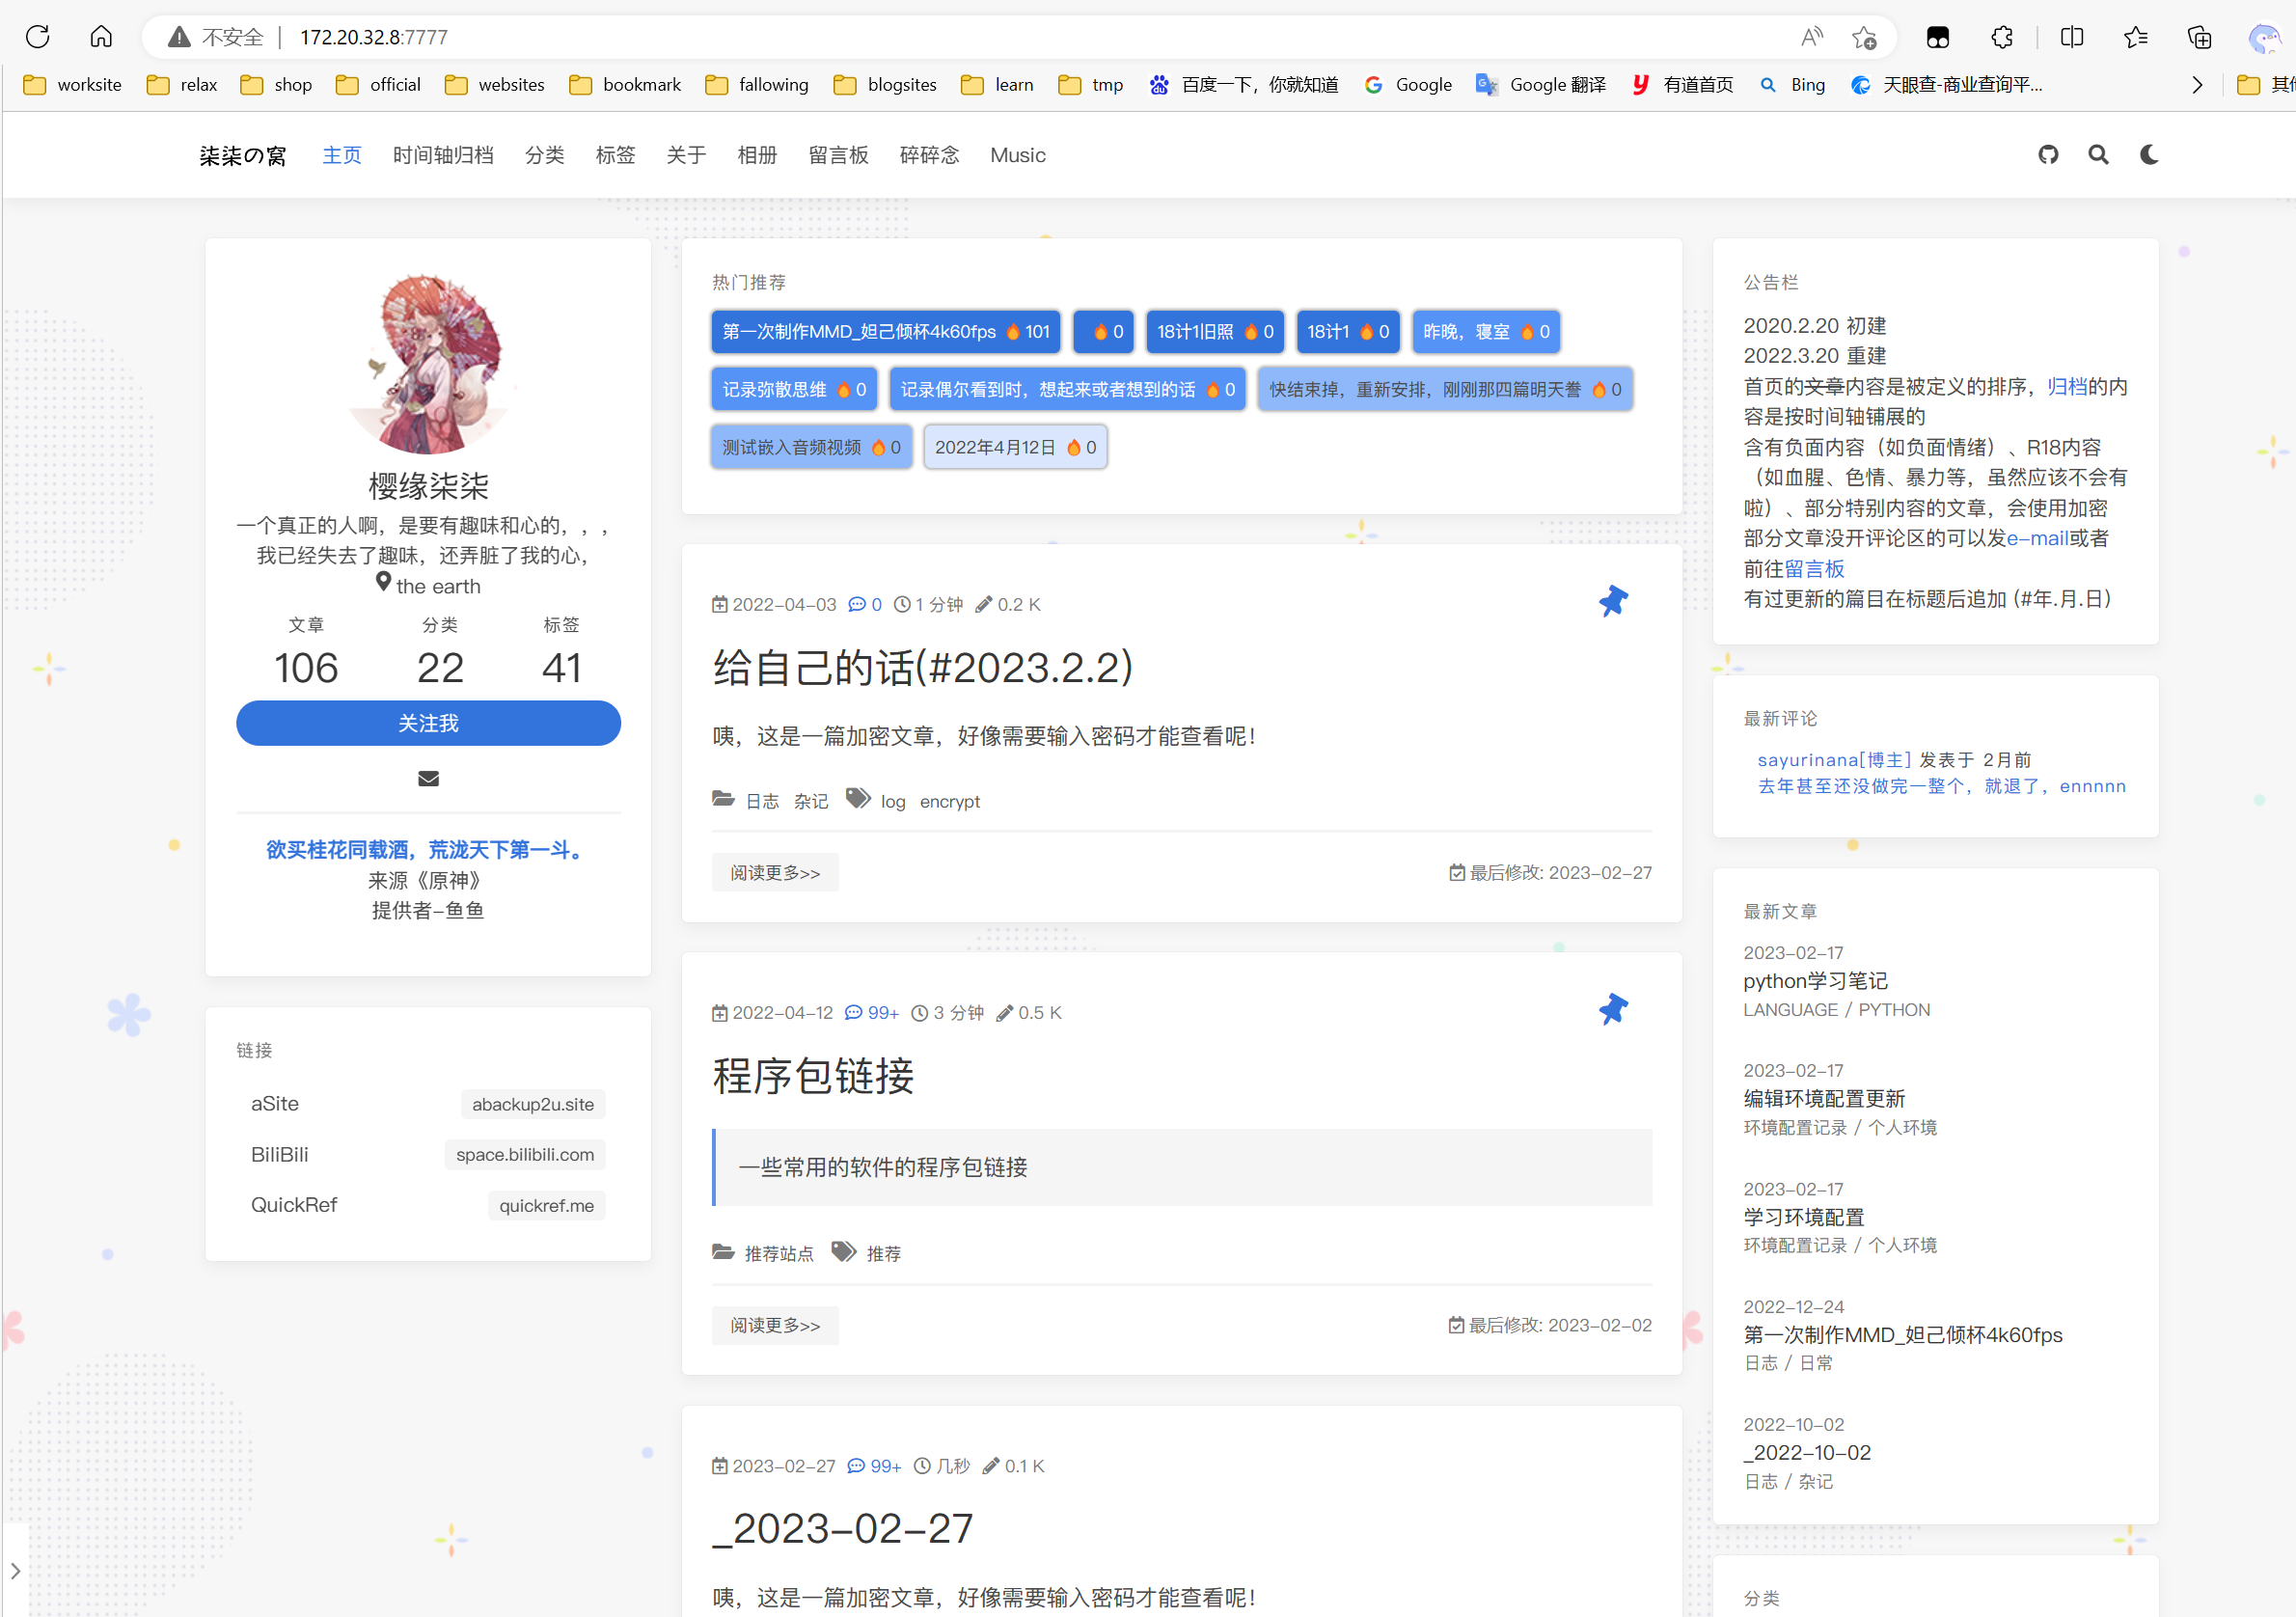 不安全 172.20.32.8:7777
worksite relax shop official websites bookmark fallowing blogsites learn tmp 百度一下，你就知道 Google Google 翻译 有道首页 Bing 天眼查-商业查询平... 其他
柒柒の窝 主页 时间轴归档 分类 标签 关于 相册 留言板 碎碎念 Music
樱缘柒柒
一个真正的人啊，是要有趣味和心的，，，
我已经失去了趣味，还弄脏了我的心，
the earth
文章 分类 标签
106 22 41
关注我
欲买桂花同载酒，荒泷天下第一斗。
来源《原神》
提供者-鱼鱼
链接
aSite abackup2u.site
BiliBili space.bilibili.com
QuickRef quickref.me
热门推荐
第一次制作MMD_妲己倾杯4k60fps 🔥101 🔥0 18计1旧照 🔥0 18计1 🔥0 昨晚，寝室 🔥0
记录弥散思维 🔥0 记录偶尔看到时，想起来或者想到的话 🔥0 快结束掉，重新安排，刚刚那四篇明天誊 🔥0
测试嵌入音频视频 🔥0 2022年4月12日 🔥0
2022-04-03 0 1 分钟 0.2 K
给自己的话(#2023.2.2)
咦，这是一篇加密文章，好像需要输入密码才能查看呢！
日志 杂记 log encrypt
阅读更多>> 最后修改: 2023-02-27
2022-04-12 99+ 3 分钟 0.5 K
程序包链接
一些常用的软件的程序包链接
推荐站点 推荐
阅读更多>> 最后修改: 2023-02-02
2023-02-27 99+ 几秒 0.1 K
_2023-02-27
咦，这是一篇加密文章，好像需要输入密码才能查看呢！
公告栏
2020.2.20 初建
2022.3.20 重建
首页的文章内容是被定义的排序，归档的内
容是按时间轴铺展的
含有负面内容（如负面情绪）、R18内容
（如血腥、色情、暴力等，虽然应该不会有
啦）、部分特别内容的文章，会使用加密
部分文章没开评论区的可以发e-mail或者
前往留言板
有过更新的篇目在标题后追加 (#年.月.日)
最新评论
sayurinana[博主] 发表于 2月前
去年甚至还没做完一整个，就退了，ennnnn
最新文章
2023-02-17
python学习笔记
LANGUAGE / PYTHON
2023-02-17
编辑环境配置更新
环境配置记录 / 个人环境
2023-02-17
学习环境配置
环境配置记录 / 个人环境
2022-12-24
第一次制作MMD_妲己倾杯4k60fps
日志 / 日常
2022-10-02
_2022-10-02
日志 / 杂记
分类